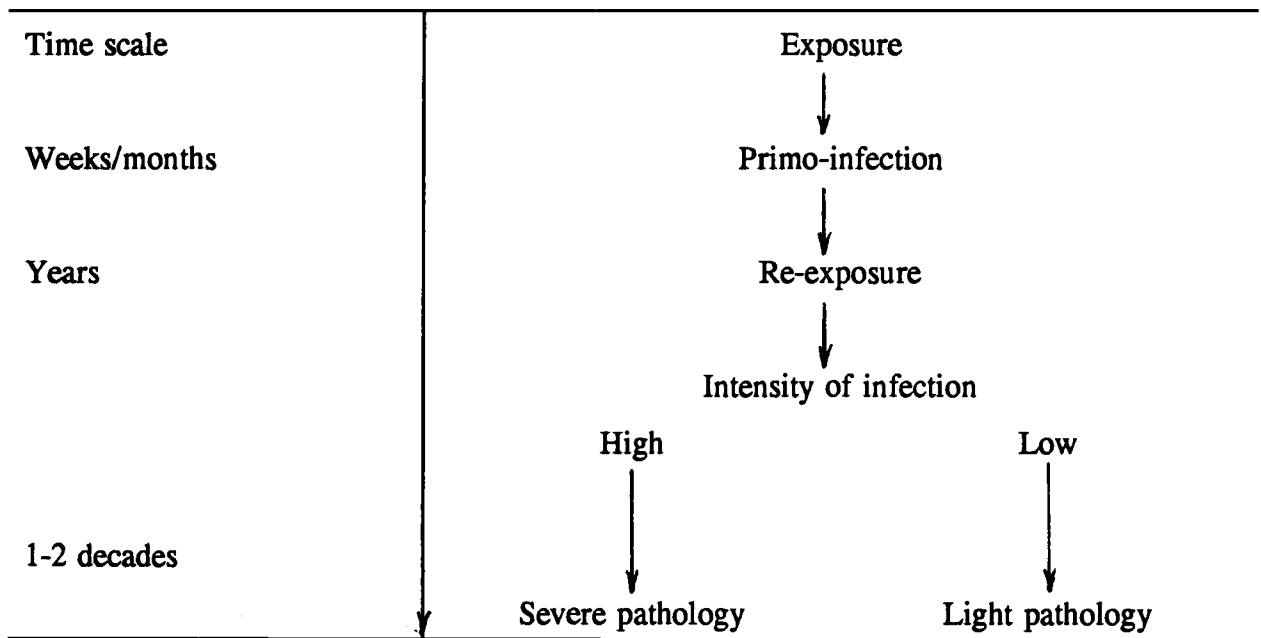 Time scale Exposure
Weeks/months Primo-infection
Years Re-exposure
Intensity of infection
High Low
1-2 decades
Severe pathology Light pathology